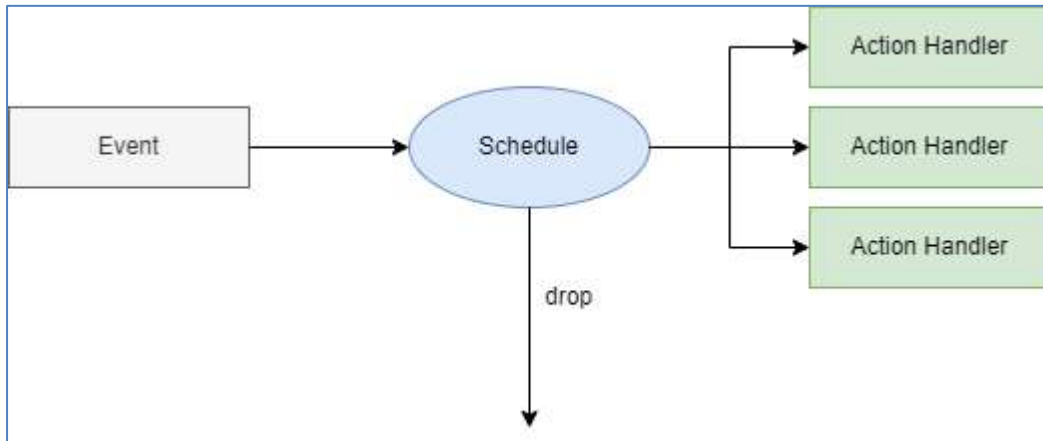 Event
Schedule
Action Handler
Action Handler
Action Handler
drop